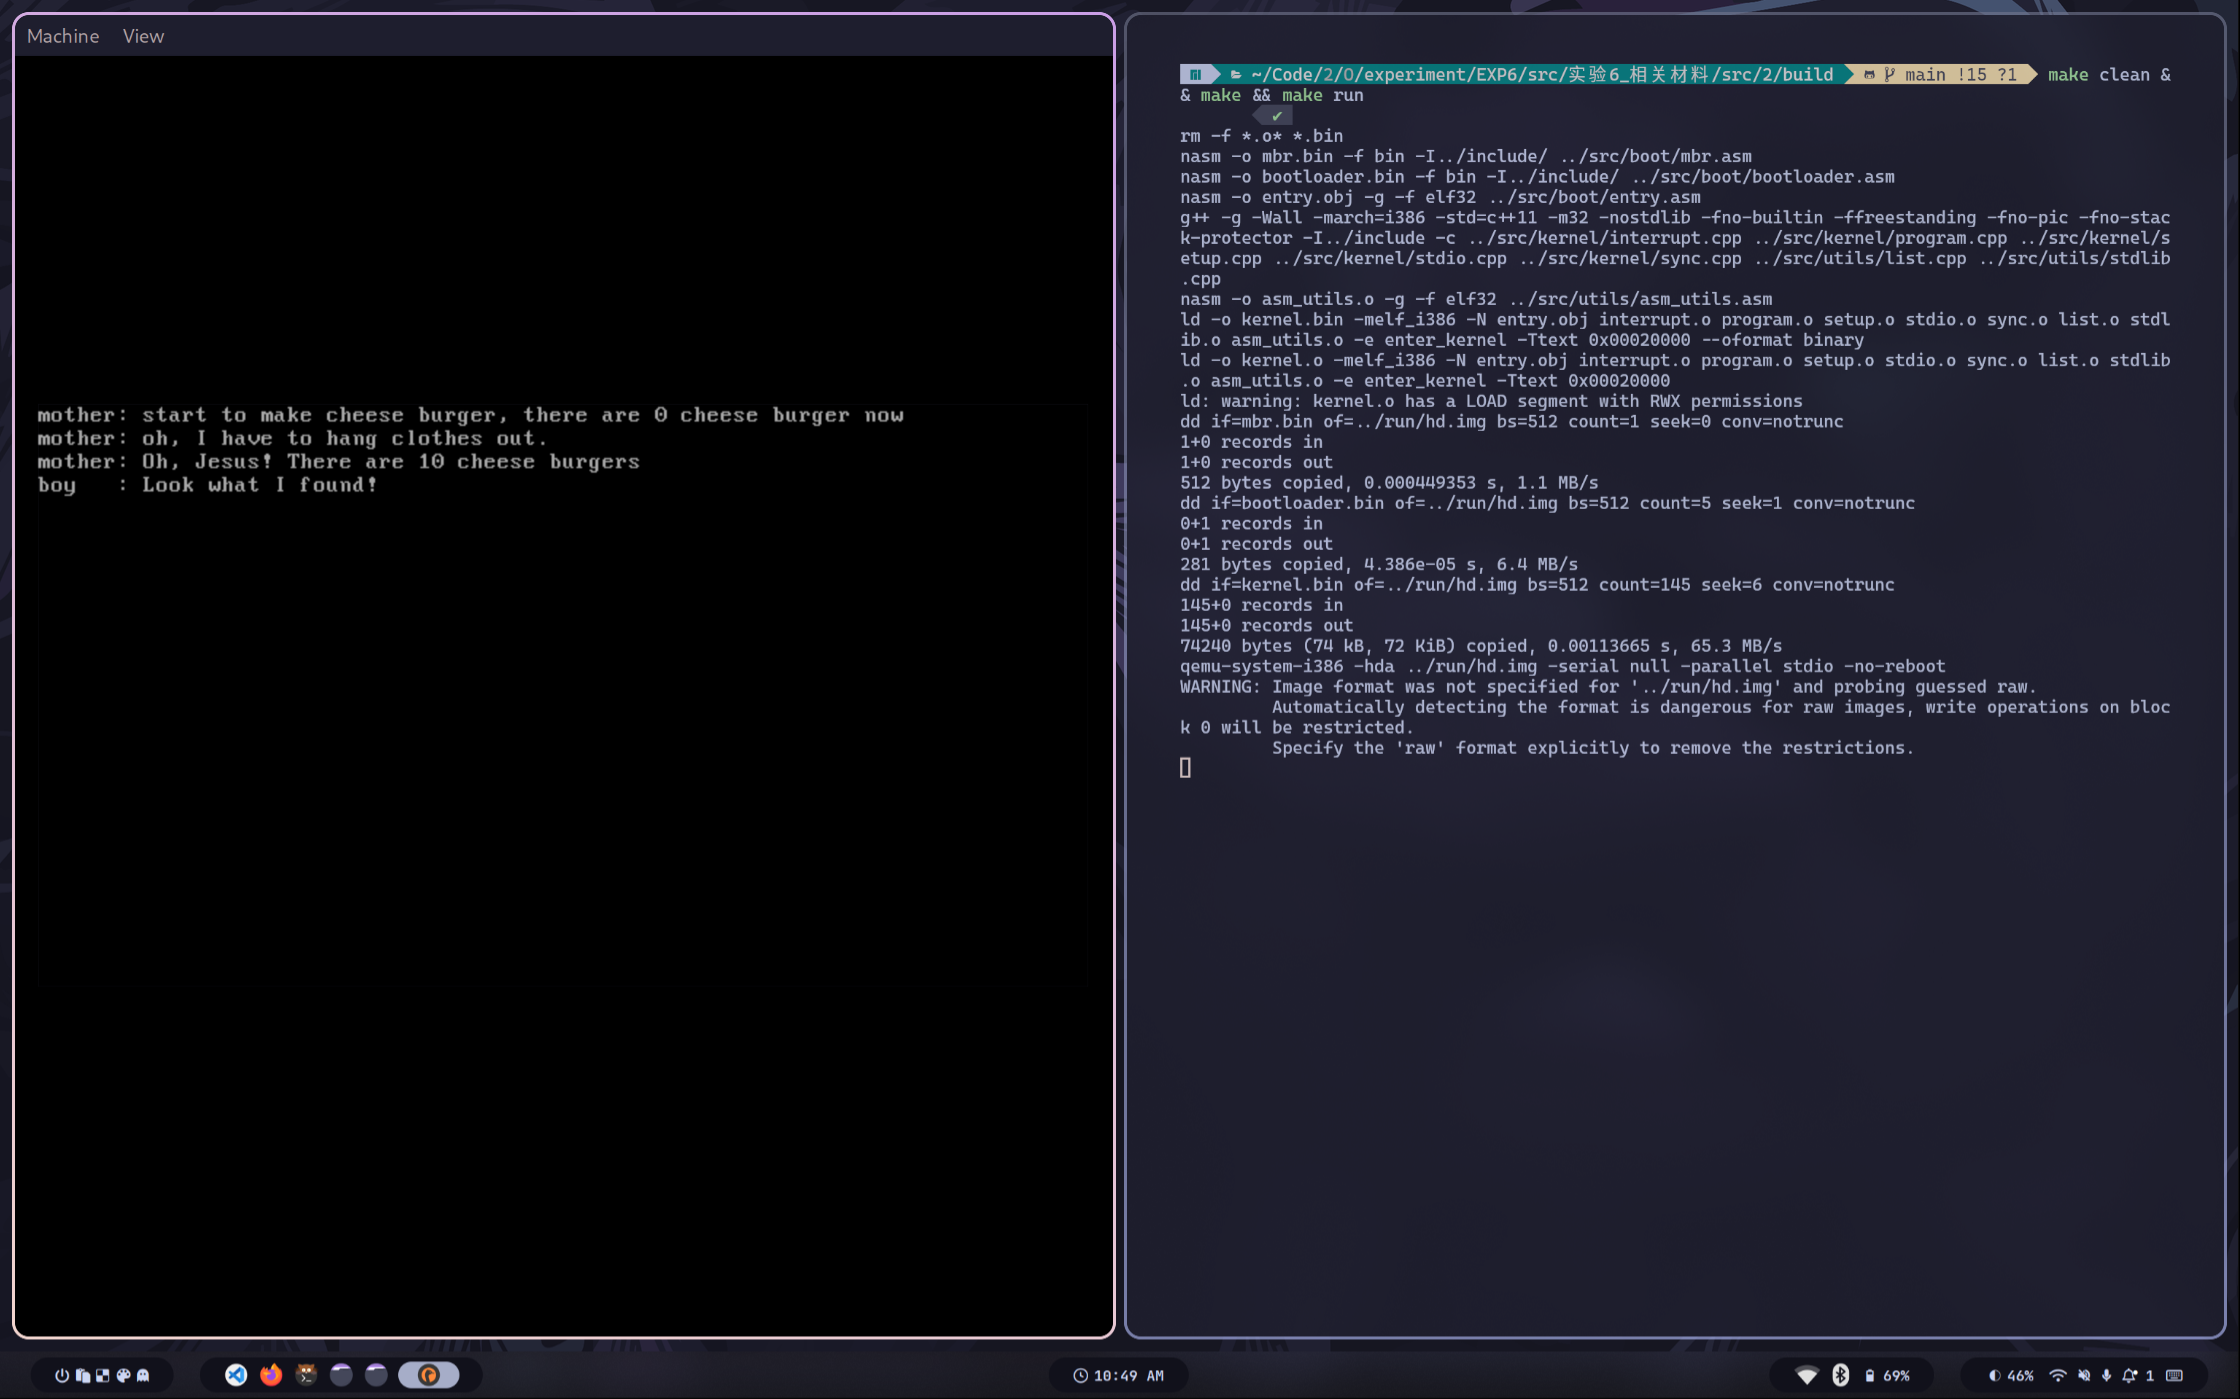 Machine View
mother: start to make cheese burger, there are 0 cheese burger now
mother: oh, I have to hang clothes out.
mother: Oh, Jesus! There are 10 cheese burgers
boy   : Look what I found!
~/Code/2/0/experiment/EXP6/src/实验6_相关材料/src/2/build main !15 ?1 make clean &
& make && make run
✔
rm -f *.o* *.bin
nasm -o mbr.bin -f bin -I../include/ ../src/boot/mbr.asm
nasm -o bootloader.bin -f bin -I../include/ ../src/boot/bootloader.asm
nasm -o entry.obj -g -f elf32 ../src/boot/entry.asm
g++ -g -Wall -march=i386 -std=c++11 -m32 -nostdlib -fno-builtin -ffreestanding -fno-pic -fno-stac
k-protector -I../include -c ../src/kernel/interrupt.cpp ../src/kernel/program.cpp ../src/kernel/s
etup.cpp ../src/kernel/stdio.cpp ../src/kernel/sync.cpp ../src/utils/list.cpp ../src/utils/stdlib
.cpp
nasm -o asm_utils.o -g -f elf32 ../src/utils/asm_utils.asm
ld -o kernel.bin -melf_i386 -N entry.obj interrupt.o program.o setup.o stdio.o sync.o list.o stdl
ib.o asm_utils.o -e enter_kernel -Ttext 0x00020000 --oformat binary
ld -o kernel.o -melf_i386 -N entry.obj interrupt.o program.o setup.o stdio.o sync.o list.o stdlib
.o asm_utils.o -e enter_kernel -Ttext 0x00020000
ld: warning: kernel.o has a LOAD segment with RWX permissions
dd if=mbr.bin of=../run/hd.img bs=512 count=1 seek=0 conv=notrunc
1+0 records in
1+0 records out
512 bytes copied, 0.000449353 s, 1.1 MB/s
dd if=bootloader.bin of=../run/hd.img bs=512 count=5 seek=1 conv=notrunc
0+1 records in
0+1 records out
281 bytes copied, 4.386e-05 s, 6.4 MB/s
dd if=kernel.bin of=../run/hd.img bs=512 count=145 seek=6 conv=notrunc
145+0 records in
145+0 records out
74240 bytes (74 kB, 72 KiB) copied, 0.00113665 s, 65.3 MB/s
qemu-system-i386 -hda ../run/hd.img -serial null -parallel stdio -no-reboot
WARNING: Image format was not specified for '../run/hd.img' and probing guessed raw.
         Automatically detecting the format is dangerous for raw images, write operations on bloc
k 0 will be restricted.
         Specify the 'raw' format explicitly to remove the restrictions.
10:49 AM
69%
46%
1